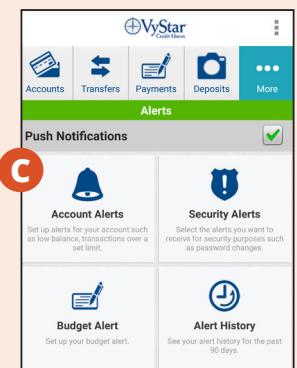 VyStar
Credit Union
Accounts Transfers Payments Deposits More
Alerts
Push Notifications
C
Account Alerts
Set up alerts for your account such
as low balance, transactions over a
set limit.
Security Alerts
Select the alerts you want to
receive for security purposes such
as password changes.
Budget Alert
Set up your budget alert.
Alert History
See your alert history for the past
90 days.